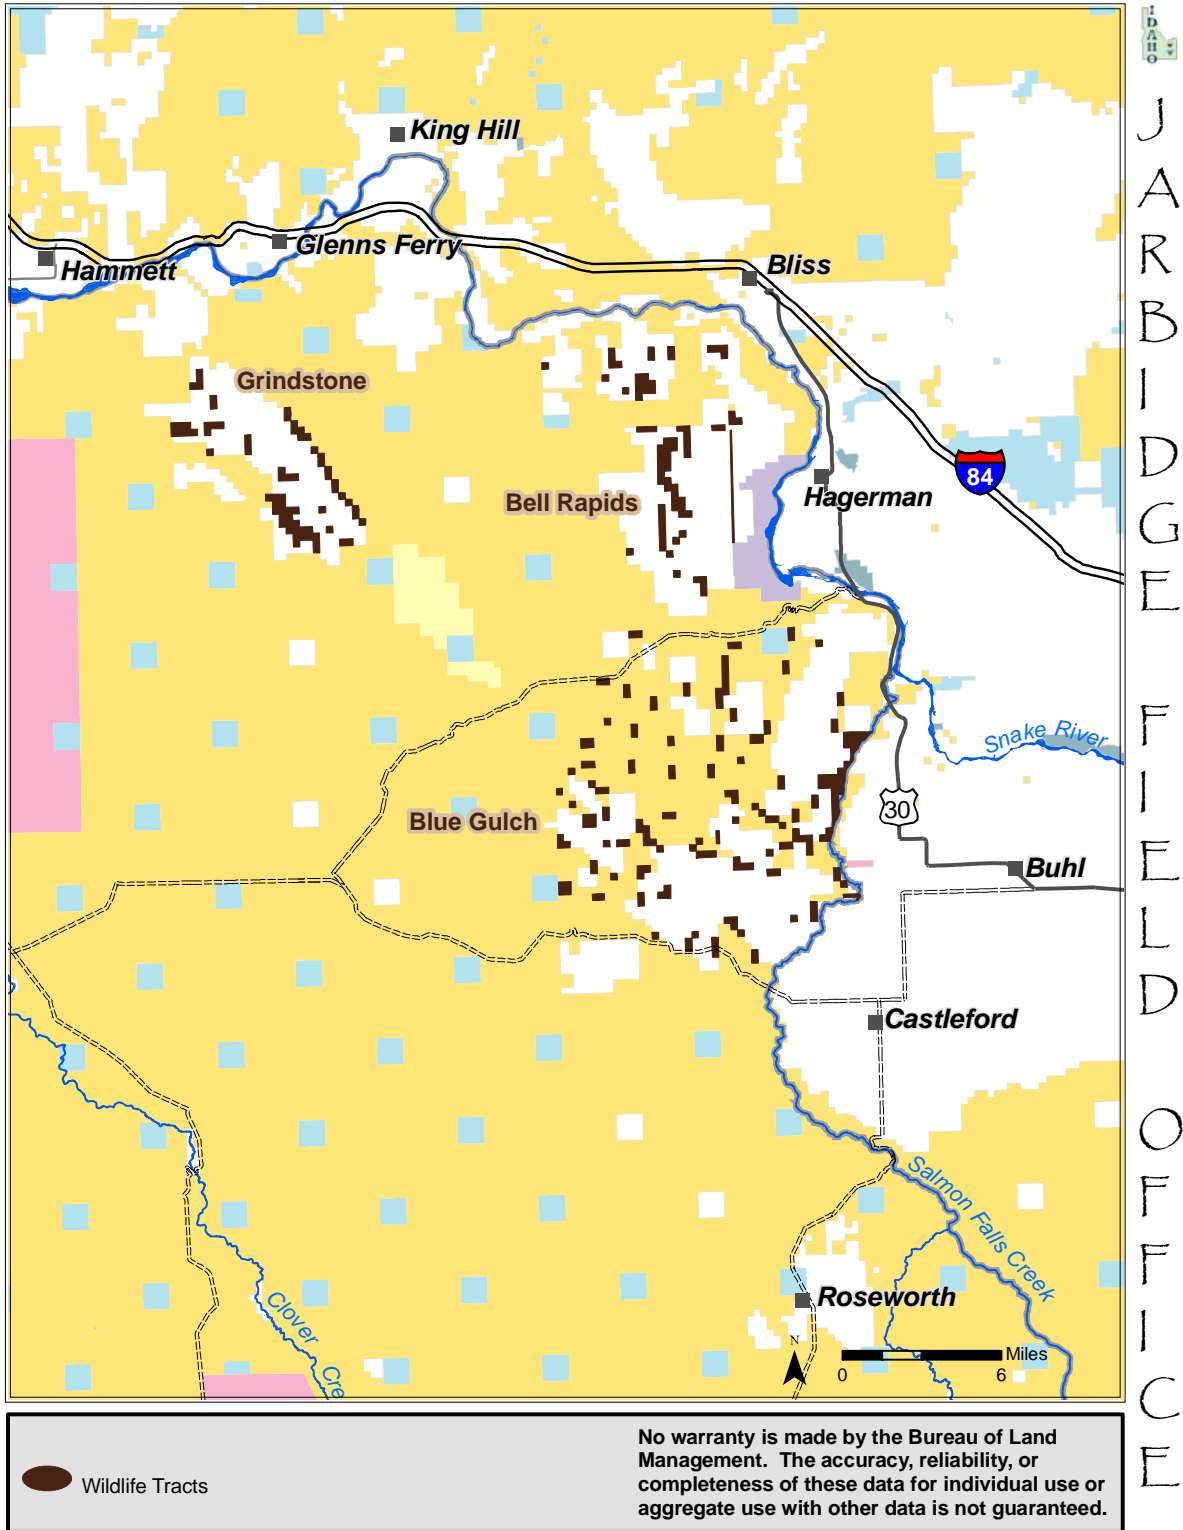 IDAHO
JARBIDGE FIELD OFFICE
King Hill
Glenns Ferry
Hammett
Bliss
Grindstone
84
Bell Rapids
Hagerman
Snake River
30
Blue Gulch
Buhl
Castleford
Salmon Falls Creek
Roseworth
Clover Cre
N
Miles
0 6
Wildlife Tracts
No warranty is made by the Bureau of Land
Management. The accuracy, reliability, or
completeness of these data for individual use or
aggregate use with other data is not guaranteed.